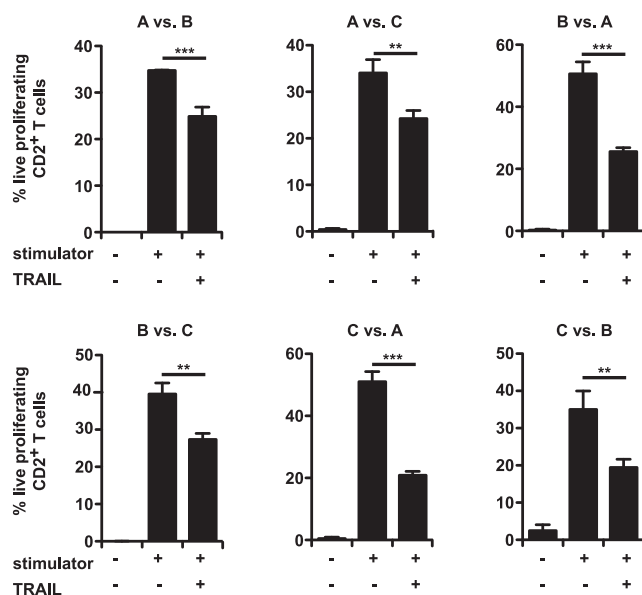 A vs. B
A vs. C
B vs. A
% live proliferating
CD2+ T cells
40
30
20
10
0
***
40
30
20
10
0
**
60
40
20
0
***
stimulator - + + - + + - + +
TRAIL - - + - - + - - +
B vs. C
C vs. A
C vs. B
% live proliferating
CD2+ T cells
50
40
30
20
10
0
**
60
40
20
0
***
50
40
30
20
10
0
**
stimulator - + + - + + - + +
TRAIL - - + - - + - - +